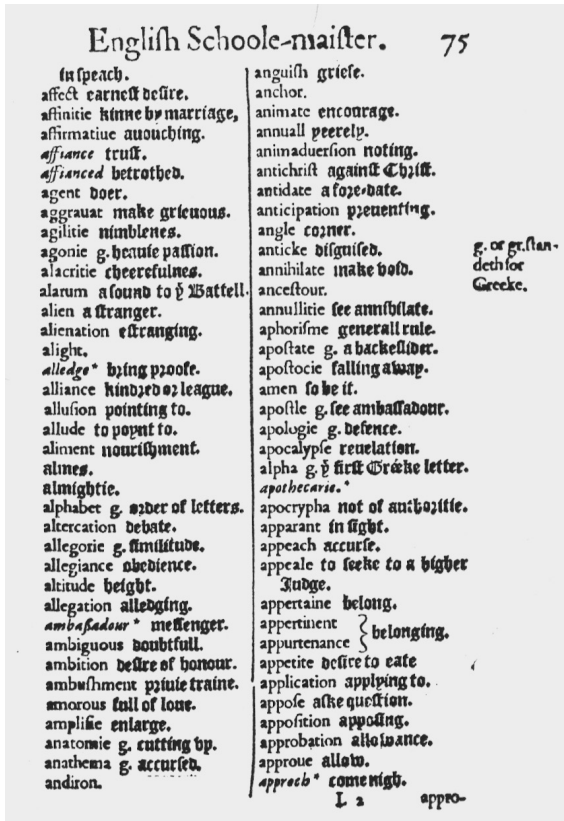 English Schoole-maister. 75
in speach.
affect earnest desire.
affinitie kinne by marriage,
affirmatiue auouching.
affiance trust.
affianced betrothed.
agent doer.
aggrauat make grieuous.
agilitie nimblenes.
agonie g. heauie passion.
alacritie cheerefulnes.
alarum a sound to yͤ Battell.
alien a stranger.
alienation estranging.
alight.
alledge* bring proofe.
alliance kindred or league.
allusion pointing to.
allude to poynt to.
aliment nourishment.
almes.
almightie.
alphabet g. order of letters.
altercation debate.
allegorie g. similitude.
allegiance obedience.
altitude height.
allegation alledging.
ambassadour* messenger.
ambiguous doubtfull.
ambition desire of honour.
ambushment priuie traine.
amorous full of loue.
amplifie enlarge.
anatomie g. cutting vp.
anathema g. accursed.
andiron.
anguish griefe.
anchor.
animate encourage.
annuall yeerely.
animaduersion noting.
antichrist against Christ.
antidate a fore-date.
anticipation preuenting.
angle corner.
anticke disguised.
annihilate make void.
ancestour.
annullitie see annihilate.
aphorisme generall rule.
apostate g. a backeslider.
apostocie falling away.
amen so be it.
apostle g. see ambassadour.
apologie g. defence.
apocalypse reuelation.
alpha g. yͤ first Greeke letter.
apothecarie.*
apocrypha not of authoritie.
apparant in sight.
appeach accuse.
appeale to seeke to a higher
Iudge.
appertaine belong.
appertinent
appurtenance } belonging.
appetite desire to eate
application applying to.
appose aske question.
apposition apposing.
approbation allowance.
approue allow.
approch* come nigh.
L 2 appro-
g. or gr. stan-
deth for
Greeke.